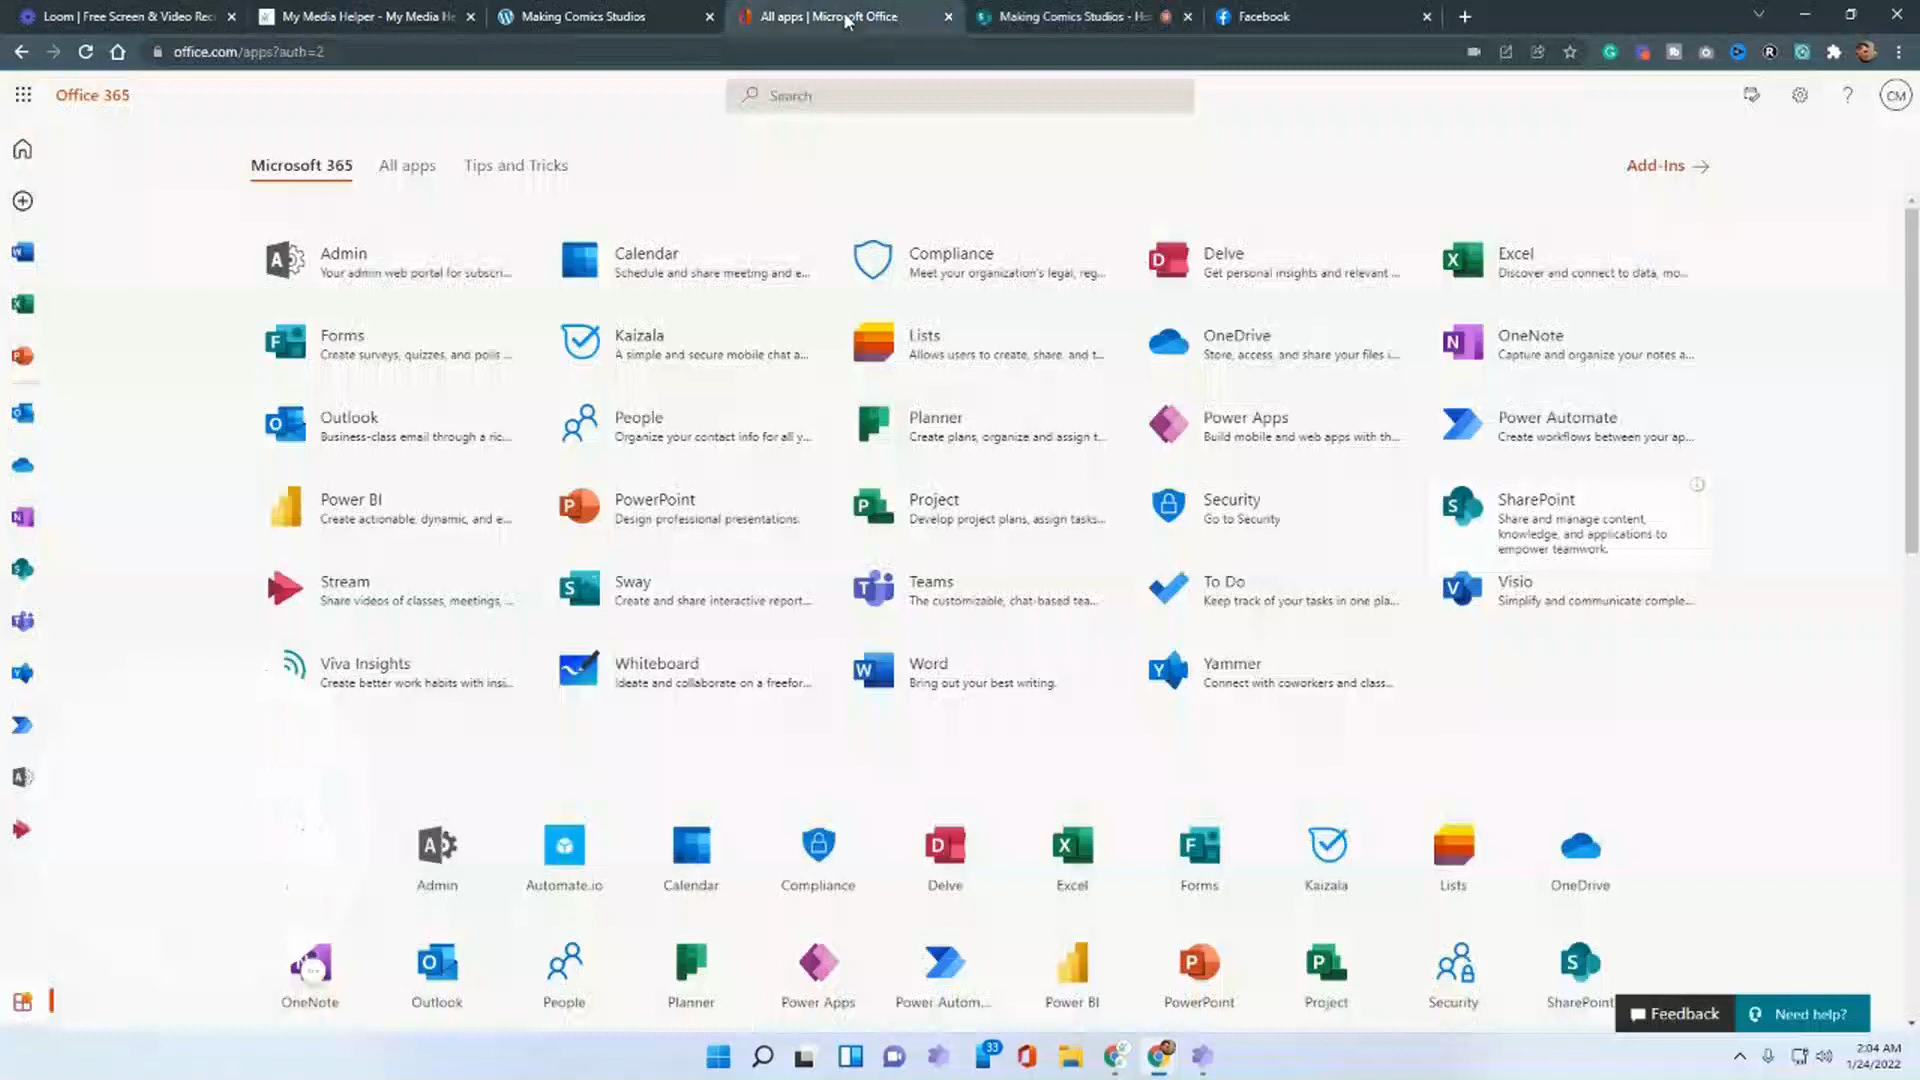 Loom | Free Screen & Video Rec
My Media Helper - My Media He
Making Comics Studios
All apps | Microsoft Office
Making Comics Studios - Ho
Facebook
office.com/apps?auth=2
Office 365
Search
CM
Microsoft 365
All apps
Tips and Tricks
Add-Ins →
Admin
Your admin web portal for subscri...
Calendar
Schedule and share meeting and e...
Compliance
Meet your organization's legal, reg...
Delve
Get personal insights and relevant ...
Excel
Discover and connect to data, mo...
Forms
Create surveys, quizzes, and polls ...
Kaizala
A simple and secure mobile chat a...
Lists
Allows users to create, share, and t...
OneDrive
Store, access, and share your files i...
OneNote
Capture and organize your notes a...
Outlook
Business-class email through a ric...
People
Organize your contact info for all y...
Planner
Create plans, organize and assign t...
Power Apps
Build mobile and web apps with th...
Power Automate
Create workflows between your ap...
Power BI
Create actionable, dynamic, and e...
PowerPoint
Design professional presentations.
Project
Develop project plans, assign tasks...
Security
Go to Security
SharePoint
Share and manage content,
knowledge, and applications to
empower teamwork.
Stream
Share videos of classes, meetings, ...
Sway
Create and share interactive report...
Teams
The customizable, chat-based tea...
To Do
Keep track of your tasks in one pla...
Visio
Simplify and communicate comple...
Viva Insights
Create better work habits with insi...
Whiteboard
Ideate and collaborate on a freefor...
Word
Bring out your best writing.
Yammer
Connect with coworkers and class...
Admin
Automate.io
Calendar
Compliance
Delve
Excel
Forms
Kaizala
Lists
OneDrive
OneNote
Outlook
People
Planner
Power Apps
Power Autom...
Power BI
PowerPoint
Project
Security
SharePoint
Feedback
Need help?
33
2:04 AM
1/24/2022